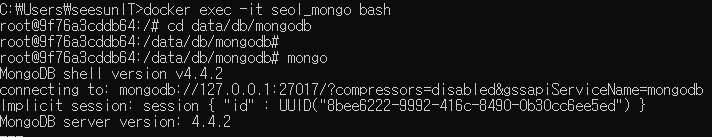 C:₩Users₩seesunIT>docker exec -it seol_mongo bash
root@9f76a3cddb64:/# cd data/db/mongodb
root@9f76a3cddb64:/data/db/mongodb#
root@9f76a3cddb64:/data/db/mongodb# mongo
MongoDB shell version v4.4.2
connecting to: mongodb://127.0.0.1:27017/?compressors=disabled&gssapiServiceName=mongodb
Implicit session: session { "id" : UUID("8bee6222-9992-416c-8490-0b30cc6ee5ed") }
MongoDB server version: 4.4.2
---